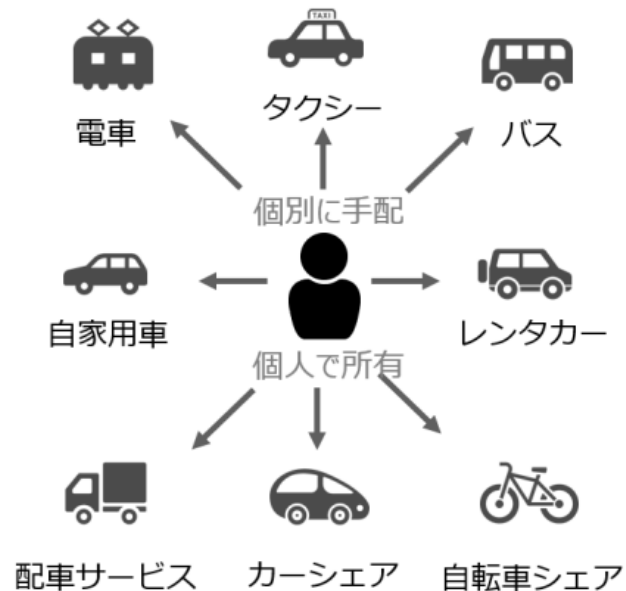 TAXI
電車
タクシー
バス
個別に手配
自家用車
レンタカー
個人で所有
配車サービス
カーシェア
自転車シェア